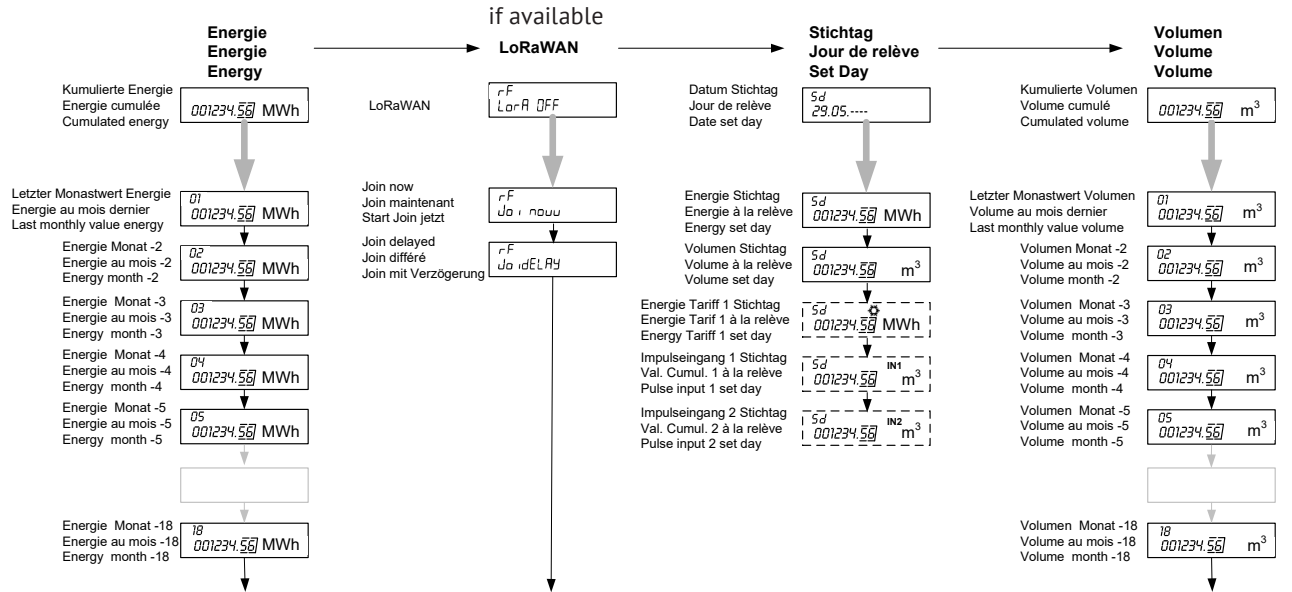 if available
Energie
Energie
Energy
LoRaWAN
Stichtag
Jour de relève
Set Day
Volumen
Volume
Volume
Kumulierte Energie
Energie cumulée
Cumulated energy
001234.56 MWh
Letzter Monastwert Energie
Energie au mois dernier
Last monthly value energy
01
001234.56 MWh
Energie Monat -2
Energie au mois -2
Energy month -2
02
001234.56 MWh
Energie Monat -3
Energie au mois -3
Energy month -3
03
001234.56 MWh
Energie Monat -4
Energie au mois -4
Energy month -4
04
001234.56 MWh
Energie Monat -5
Energie au mois -5
Energy month -5
05
001234.56 MWh
Energie Monat -18
Energie au mois -18
Energy month -18
18
001234.56 MWh
LoRaWAN
rF
LorA OFF
Join now
Join maintenant
Start Join jetzt
rF
Joi nouu
Join delayed
Join différé
Join mit Verzögerung
rF
JoidELAY
Datum Stichtag
Jour de relève
Date set day
Sd
29.05.----
Energie Stichtag
Energie à la relève
Energy set day
Sd
001234.56 MWh
Volumen Stichtag
Volume à la relève
Volume set day
Sd
001234.56 m³
Energie Tariff 1 Stichtag
Energie Tarif 1 à la relève
Energy Tariff 1 set day
Sd
001234.56 MWh
Impulseingang 1 Stichtag
Val. Cumul. 1 à la relève
Pulse input 1 set day
Sd IN1
001234.56 m³
Impulseingang 2 Stichtag
Val. Cumul. 2 à la relève
Pulse input 2 set day
Sd IN2
001234.56 m³
Kumulierte Volumen
Volume cumulé
Cumulated volume
001234.56 m³
Letzter Monastwert Volumen
Volume au mois dernier
Last monthly value volume
01
001234.56 m³
Volumen Monat -2
Volume au mois -2
Volume month -2
02
001234.56 m³
Volumen Monat -3
Volume au mois -3
Volume month -3
03
001234.56 m³
Volumen Monat -4
Volume au mois -4
Volume month -4
04
001234.56 m³
Volumen Monat -5
Volume au mois -5
Volume month -5
05
001234.56 m³
Volumen Monat -18
Volume au mois -18
Volume month -18
18
001234.56 m³